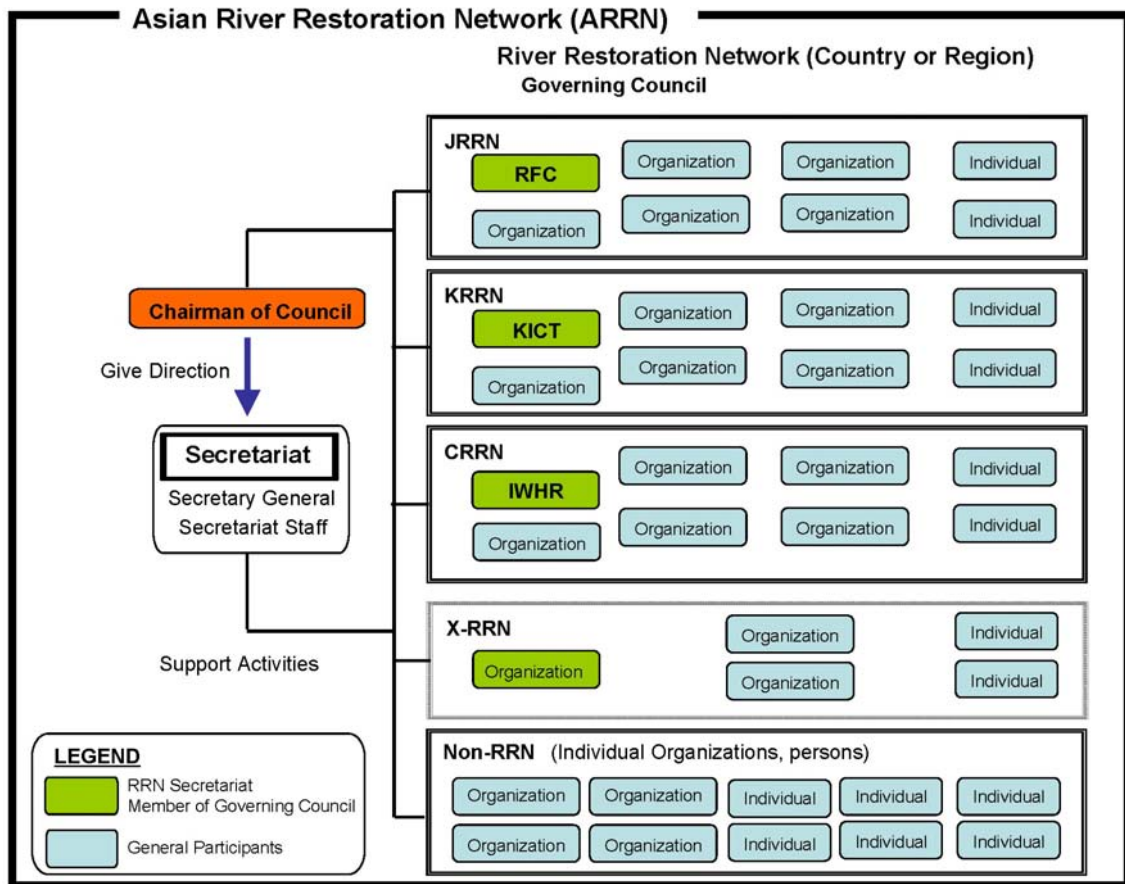 Asian River Restoration Network (ARRN)
River Restoration Network (Country or Region)
Governing Council
JRRN
RFC
Organization
Organization
Individual
Organization
Organization
Organization
Individual
Chairman of Council
Give Direction
Secretariat
Secretary General
Secretariat Staff
Support Activities
KRRN
KICT
Organization
Organization
Individual
Organization
Organization
Organization
Individual
CRRN
IWHR
Organization
Organization
Individual
Organization
Organization
Organization
Individual
X-RRN
Organization
Organization
Individual
Organization
Individual
Non-RRN (Individual Organizations, persons)
Organization
Organization
Individual
Individual
Individual
Organization
Organization
Individual
Individual
Individual
LEGEND
RRN Secretariat
Member of Governing Council
General Participants